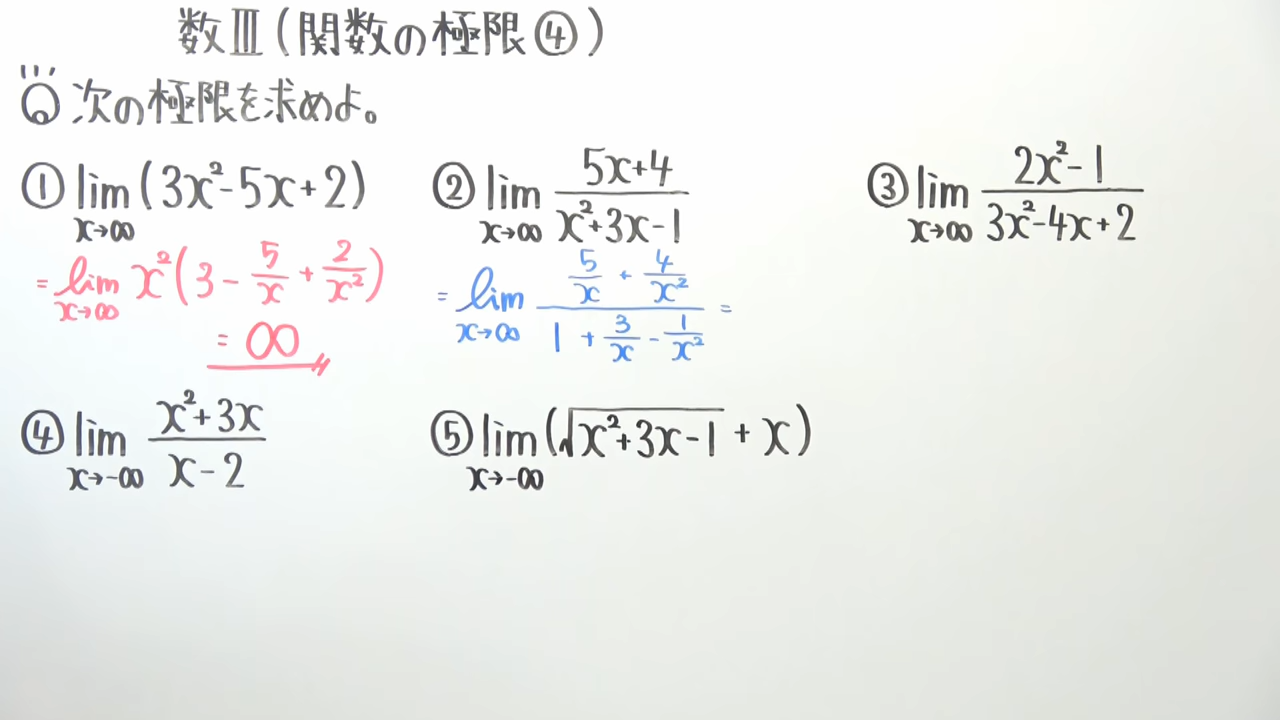 数Ⅲ(関数の極限④)
Q 次の極限を求めよ。
① lim_{x→∞} (3x²-5x+2)
= lim_{x→∞} x²(3 - 5/x + 2/x²)
= ∞
② lim_{x→∞} (5x+4)/(x²+3x-1)
= lim_{x→∞} (5/x + 4/x²)/(1 + 3/x - 1/x²) =
③ lim_{x→∞} (2x²-1)/(3x²-4x+2)
④ lim_{x→-∞} (x²+3x)/(x-2)
⑤ lim_{x→-∞} (√(x²+3x-1) + x)